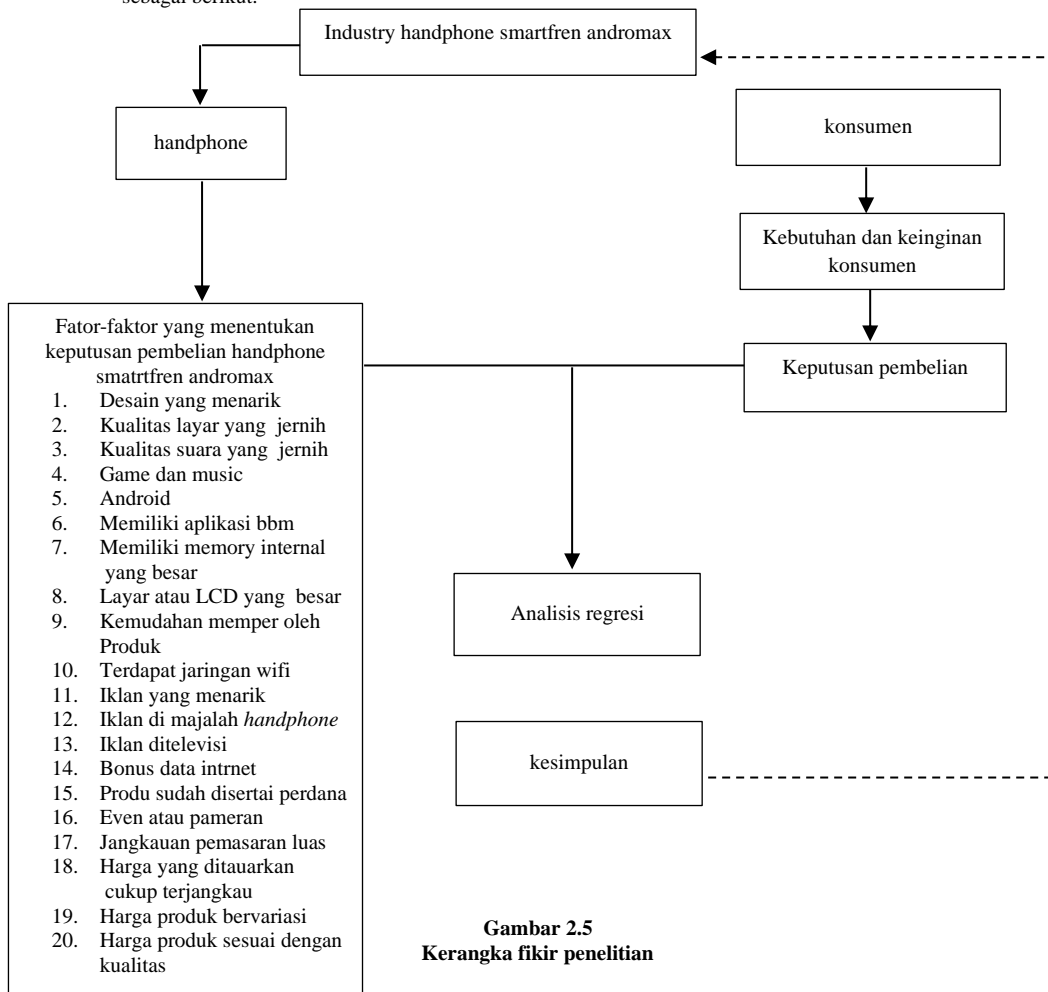 sebagai berikut:
Industry handphone smartfren andromax
handphone
konsumen
Kebutuhan dan keinginan
konsumen
Keputusan pembelian
Fator-faktor yang menentukan
keputusan pembelian handphone
smatrtfren andromax
1. Desain yang menarik
2. Kualitas layar yang jernih
3. Kualitas suara yang jernih
4. Game dan music
5. Android
6. Memiliki aplikasi bbm
7. Memiliki memory internal
yang besar
8. Layar atau LCD yang besar
9. Kemudahan memper oleh
Produk
10. Terdapat jaringan wifi
11. Iklan yang menarik
12. Iklan di majalah handphone
13. Iklan ditelevisi
14. Bonus data intrnet
15. Produ sudah disertai perdana
16. Even atau pameran
17. Jangkauan pemasaran luas
18. Harga yang ditauarkan
cukup terjangkau
19. Harga produk bervariasi
20. Harga produk sesuai dengan
kualitas
Analisis regresi
kesimpulan
Gambar 2.5
Kerangka fikir penelitian